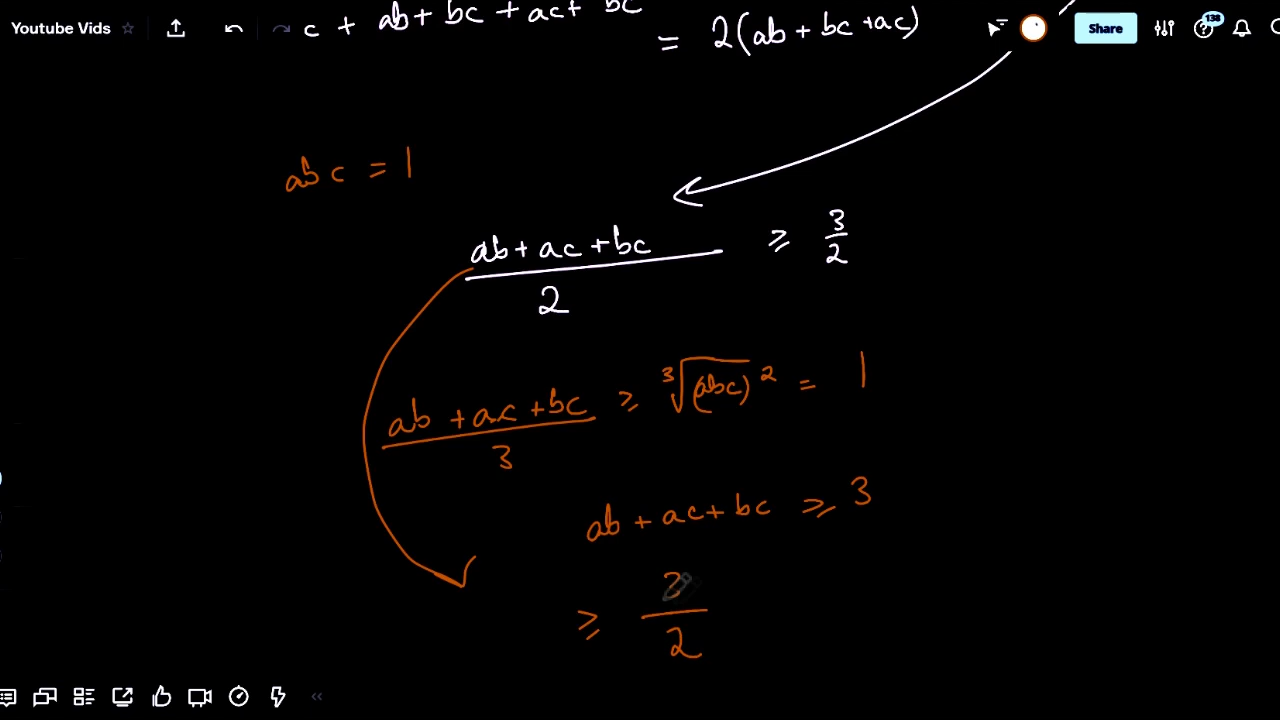 Youtube Vids
c + ab + bc + ac + bc
= 2(ab + bc + ac)
Share
138
abc = 1
ab + ac + bc / 2 ≥ 3/2
ab + ac + bc / 3 ≥ ∛(abc)² = 1
ab + ac + bc ≥ 3
≥ 3/2